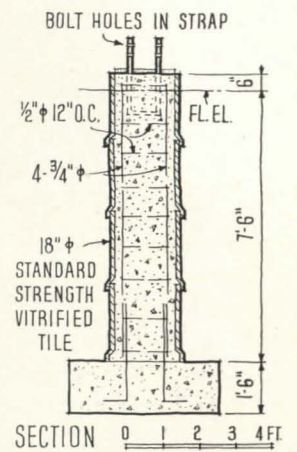 BOLT HOLES IN STRAP
6"
½"φ 12"O.C.
FL. EL.
4-¾"φ
7'-6"
18"φ
STANDARD
STRENGTH
VITRIFIED
TILE
1'-6"
SECTION 0 1 2 3 4 FT.